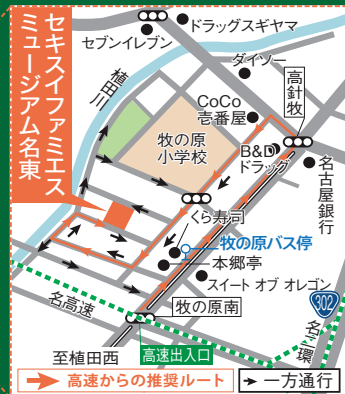 セキスイファミエス
ミュージアム名東
ドラッグスギヤマ
セブンイレブン
ダイソー
植田川
高針牧
CoCo
壱番屋
牧の原
小学校
B&D
ドラッグ
名古屋銀行
くら寿司
牧の原バス停
本郷亭
スイート オブ オレゴン
302
名二環
名高速
牧の原南
至植田西
高速出入口
高速からの推奨ルート
一方通行